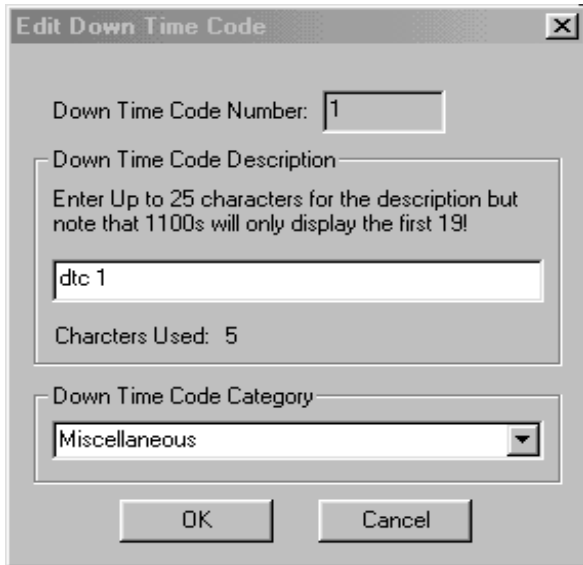 Edit Down Time Code
Down Time Code Number: 1
Down Time Code Description
Enter Up to 25 characters for the description but
note that 1100s will only display the first 19!
dtc 1
Charcters Used: 5
Down Time Code Category
Miscellaneous
OK Cancel